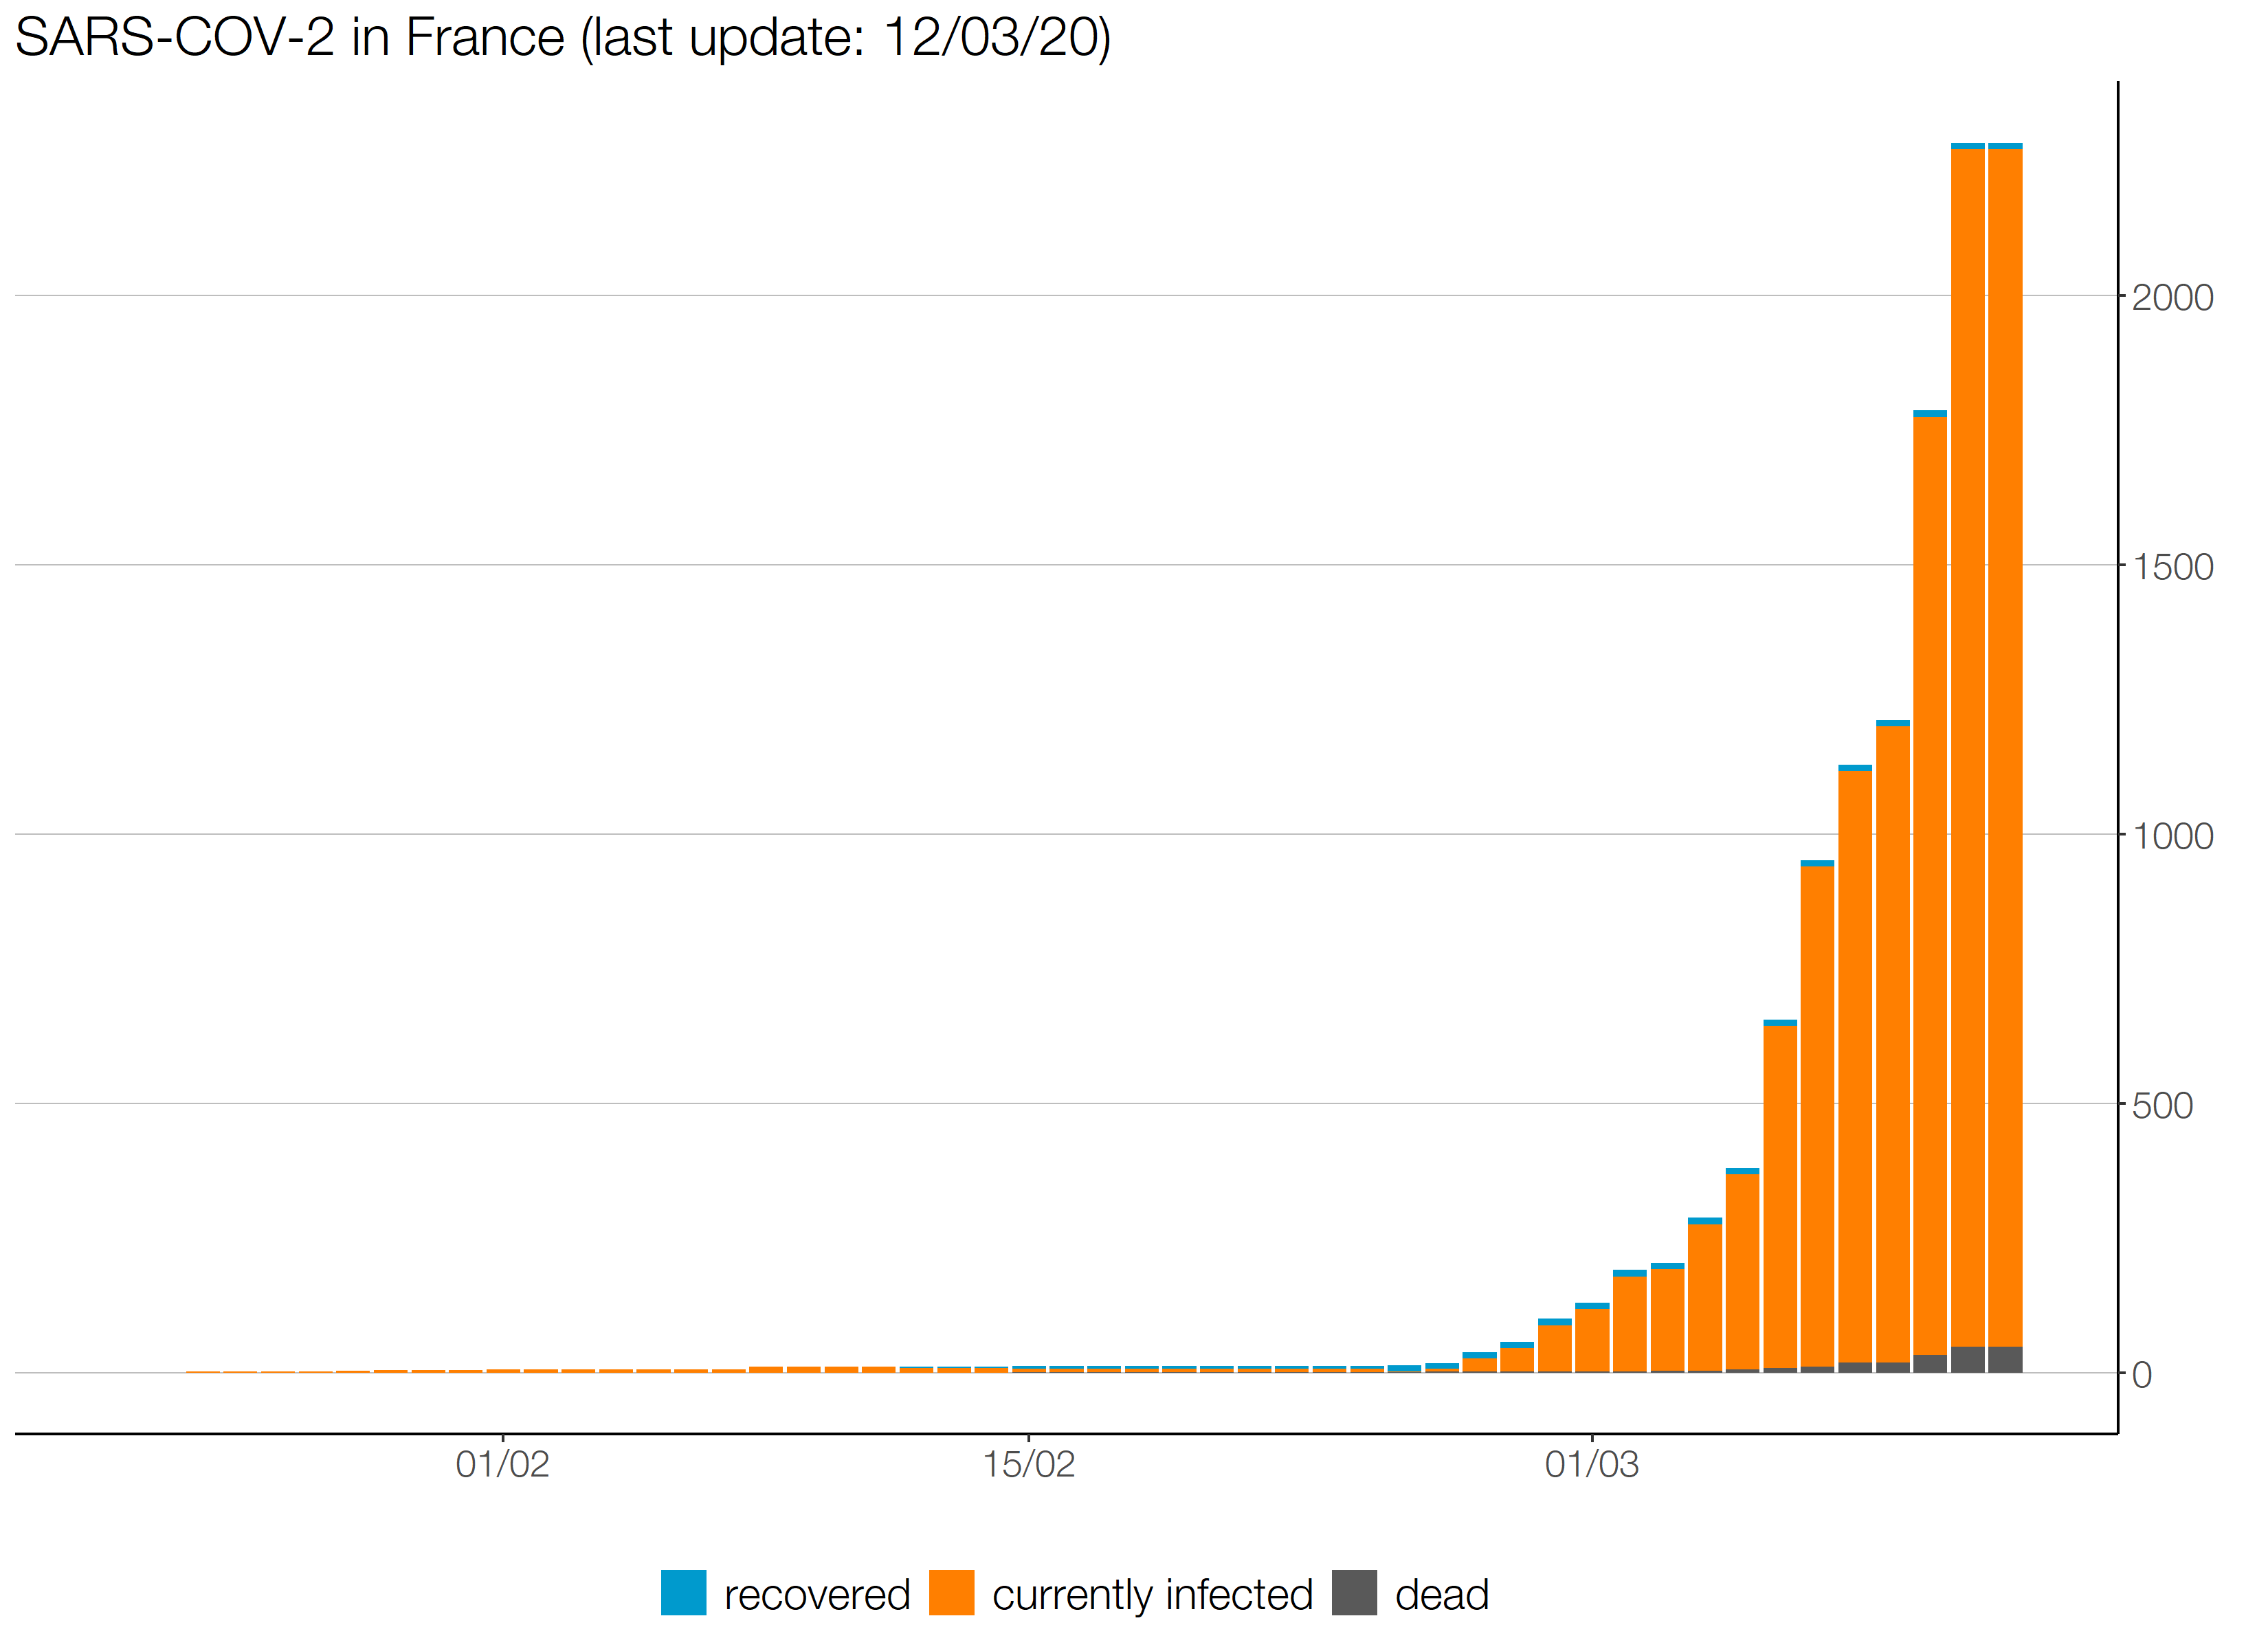 SARS-COV-2 in France (last update: 12/03/20)
2000
1500
1000
500
0
01/02 15/02 01/03
recovered currently infected dead